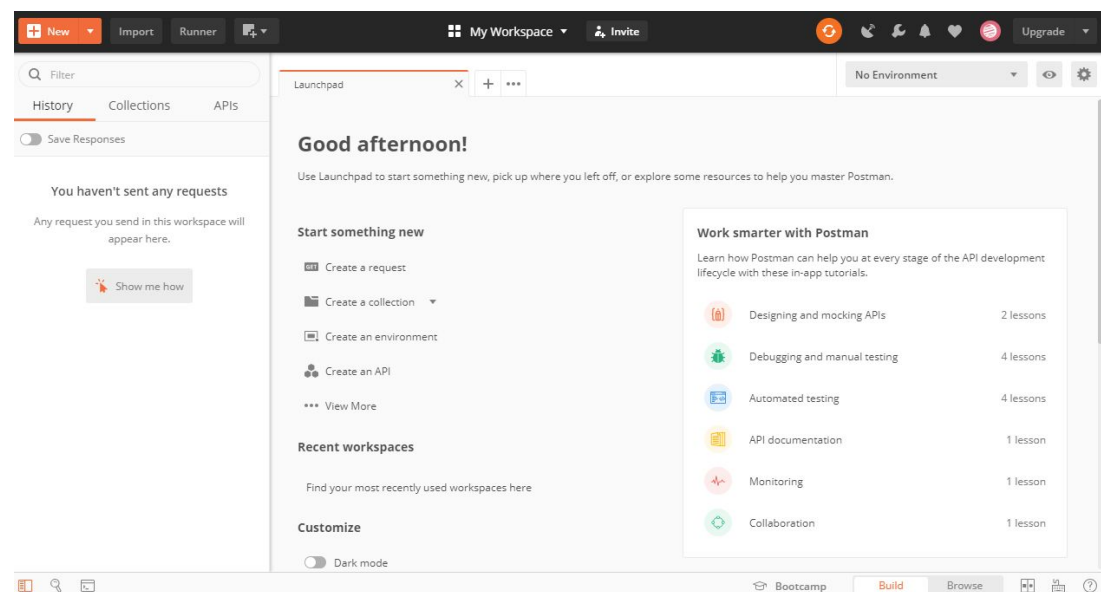 New
Import
Runner
My Workspace
Invite
Upgrade
Filter
History Collections APIs
Save Responses
You haven't sent any requests
Any request you send in this workspace will
appear here.
Show me how
Launchpad
No Environment
Good afternoon!
Use Launchpad to start something new, pick up where you left off, or explore some resources to help you master Postman.
Start something new
GET Create a request
Create a collection
Create an environment
Create an API
View More
Recent workspaces
Find your most recently used workspaces here
Customize
Dark mode
Work smarter with Postman
Learn how Postman can help you at every stage of the API development
lifecycle with these in-app tutorials.
Designing and mocking APIs 2 lessons
Debugging and manual testing 4 lessons
Automated testing 4 lessons
API documentation 1 lesson
Monitoring 1 lesson
Collaboration 1 lesson
Bootcamp
Build
Browse